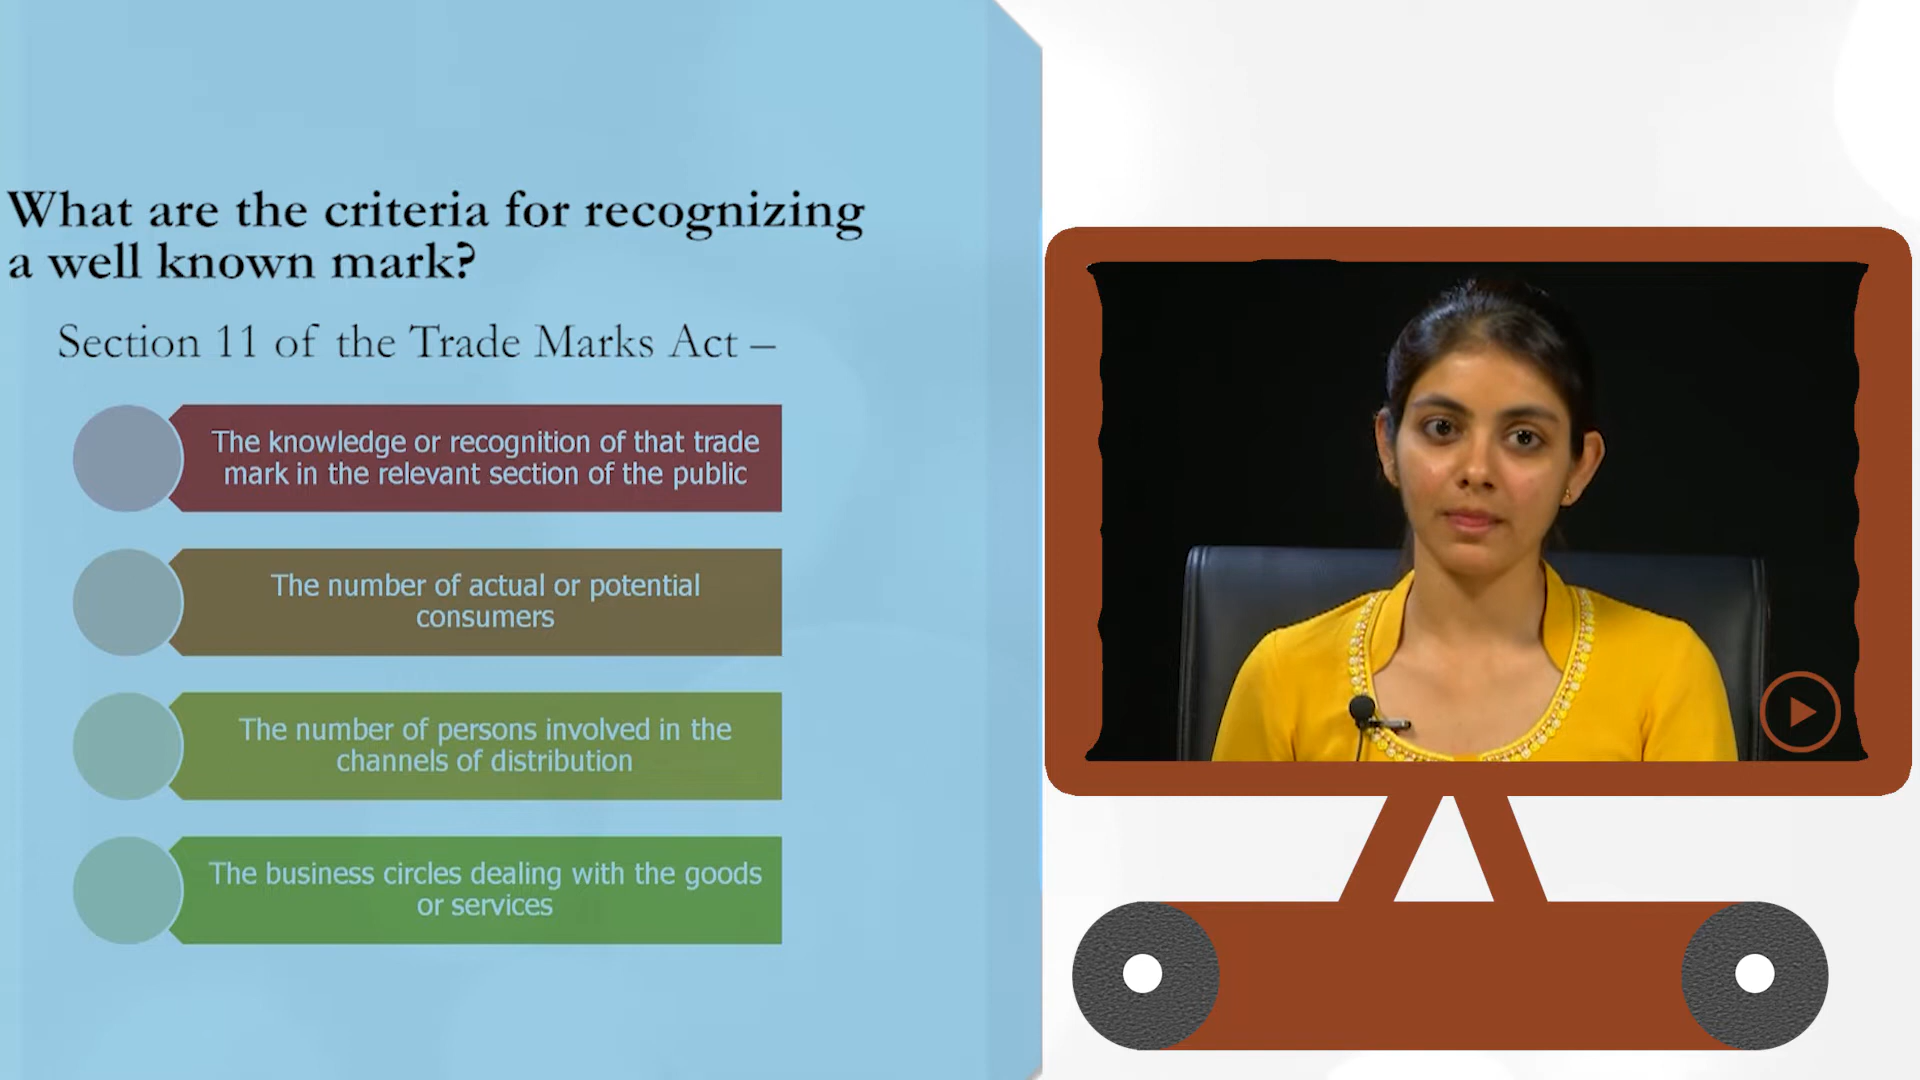 What are the criteria for recognizing
a well known mark?
Section 11 of the Trade Marks Act –
The knowledge or recognition of that trade
mark in the relevant section of the public
The number of actual or potential
consumers
The number of persons involved in the
channels of distribution
The business circles dealing with the goods
or services